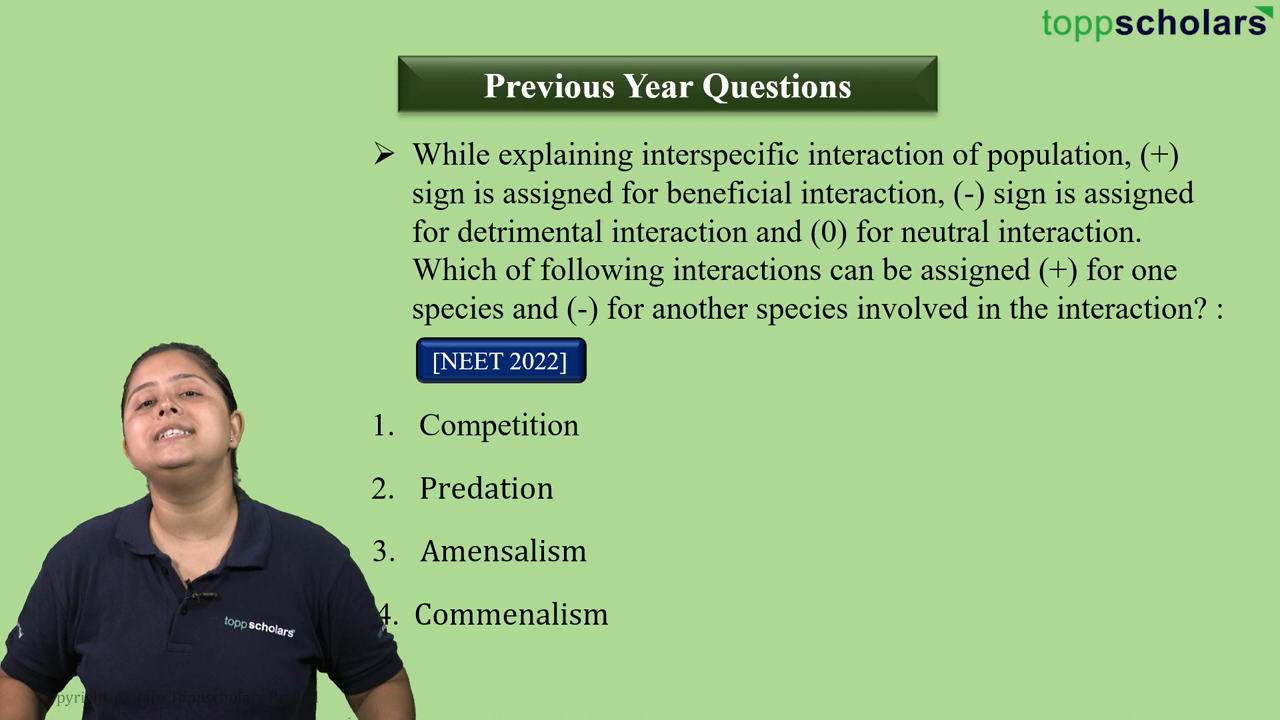 toppscholars
Previous Year Questions
➢ While explaining interspecific interaction of population, (+)
sign is assigned for beneficial interaction, (-) sign is assigned
for detrimental interaction and (0) for neutral interaction.
Which of following interactions can be assigned (+) for one
species and (-) for another species involved in the interaction? :
[NEET 2022]
1. Competition
2. Predation
3. Amensalism
4. Commenalism
toppscholars